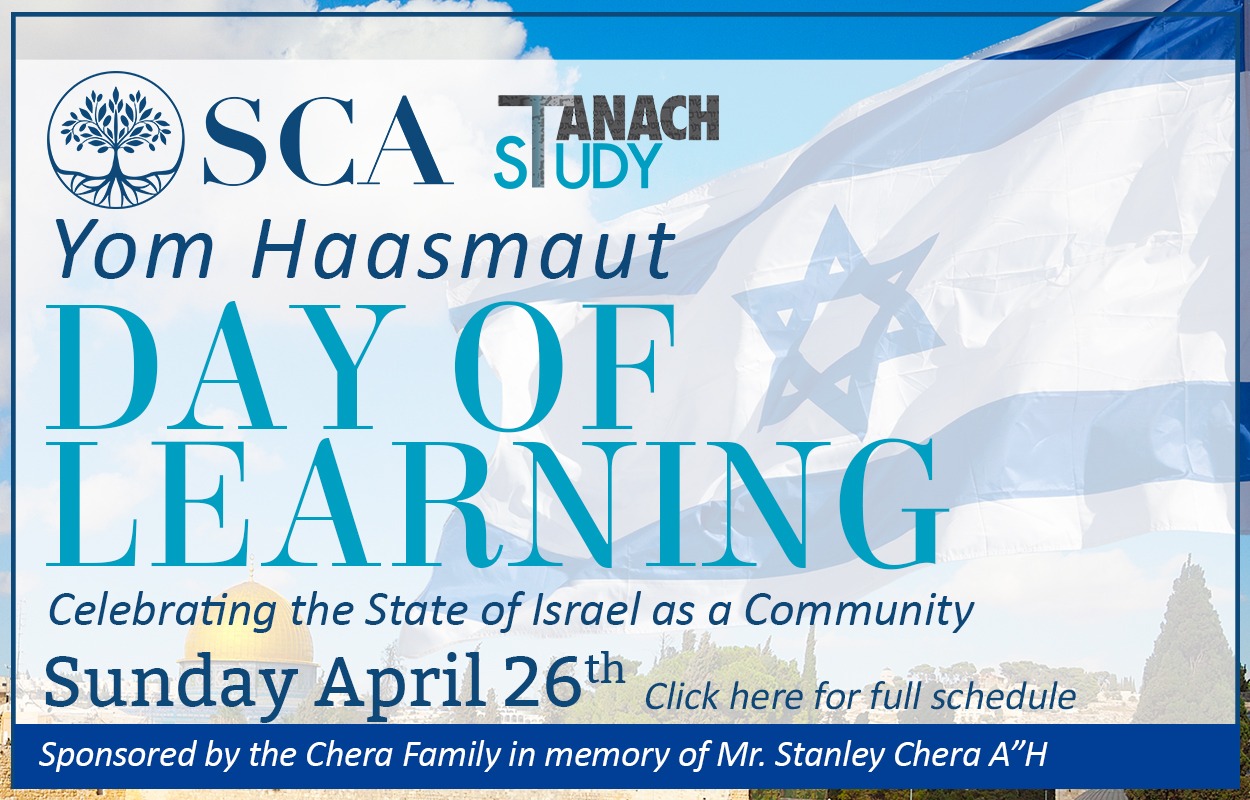 SCA
TANACH
STUDY
Yom Haasmaut
DAY OF
LEARNING
Celebrating the State of Israel as a Community
Sunday April 26th
Click here for full schedule
Sponsored by the Chera Family in memory of Mr. Stanley Chera A”H